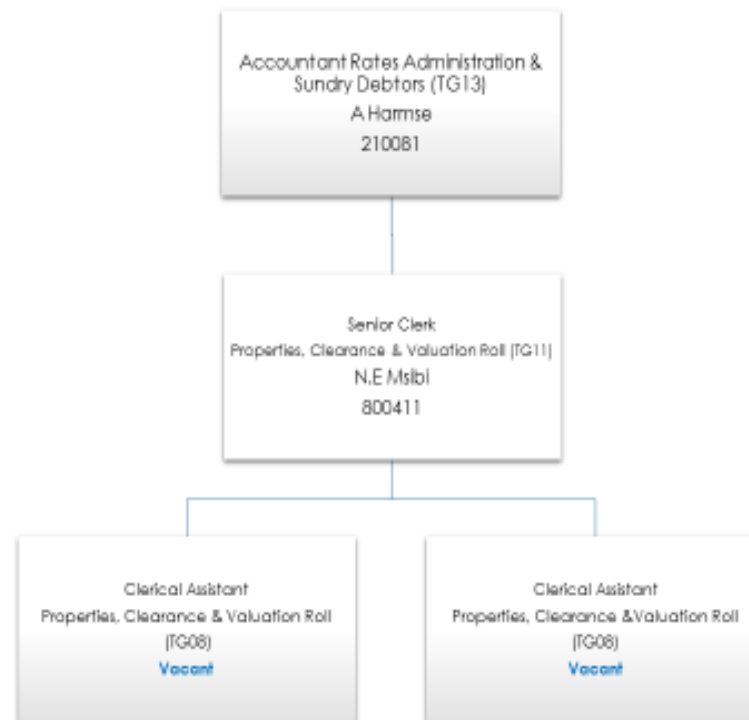 Accountant Rates Administration &
Sundry Debtors (TG13)
A Harmse
210081
Senior Clerk
Properties, Clearance & Valuation Roll (TG11)
N.E Msibi
800411
Clerical Assistant
Properties, Clearance & Valuation Roll
(TG08)
Vacant
Clerical Assistant
Properties, Clearance &Valuation Roll
(TG08)
Vacant